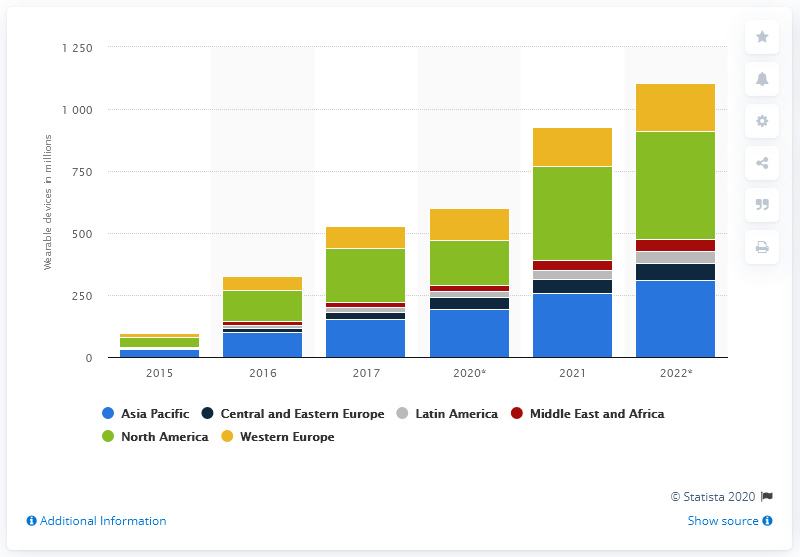 1 250
1 000
750
500
250
0
Wearable devices in millions
2015 2016 2017 2020* 2021 2022*
Asia Pacific Central and Eastern Europe Latin America Middle East and Africa
North America Western Europe
© Statista 2020
Additional Information Show source